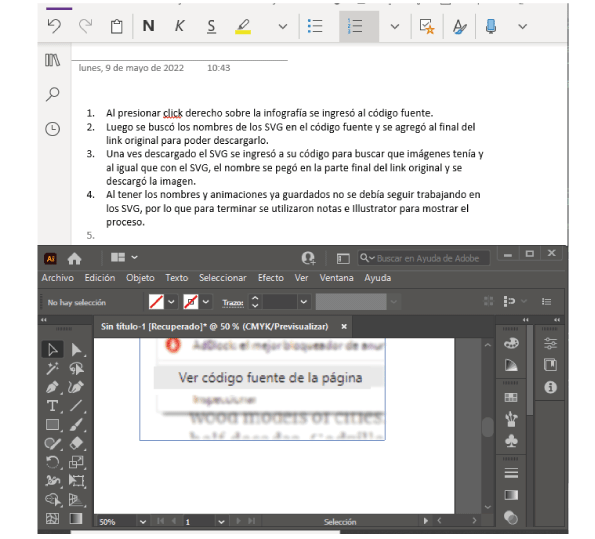 N K S
lunes, 9 de mayo de 2022 10:43
1. Al presionar click derecho sobre la infografía se ingresó al código fuente.
2. Luego se buscó los nombres de los SVG en el código fuente y se agregó al final del
link original para poder descargarlo.
3. Una ves descargado el SVG se ingresó a su código para buscar que imágenes tenía y
al igual que con el SVG, el nombre se pegó en la parte final del link original y se
descargó la imagen.
4. Al tener los nombres y animaciones ya guardados no se debía seguir trabajando en
los SVG, por lo que para terminar se utilizaron notas e Illustrator para mostrar el
proceso.
5.
Ai Buscar en Ayuda de Adobe
Archivo Edición Objeto Texto Seleccionar Efecto Ver Ventana Ayuda
No hay selección Trazo:
Sin título-1 [Recuperado]* @ 50 % (CMYK/Previsualizar) ×
AdBlock: el mejor bloqueador de anun
Ver código fuente de la página
Inspeccionar
wood models of cities.
50% 1 Selección